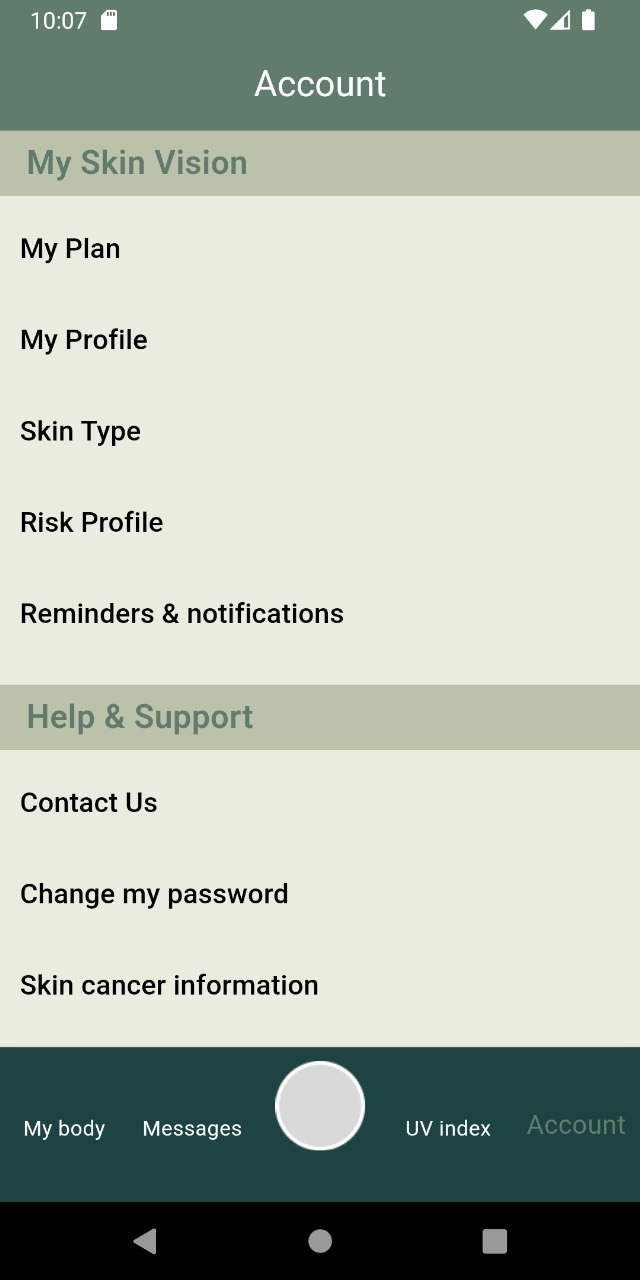 10:07
Account
My Skin Vision
My Plan
My Profile
Skin Type
Risk Profile
Reminders & notifications
Help & Support
Contact Us
Change my password
Skin cancer information
My body Messages UV index Account